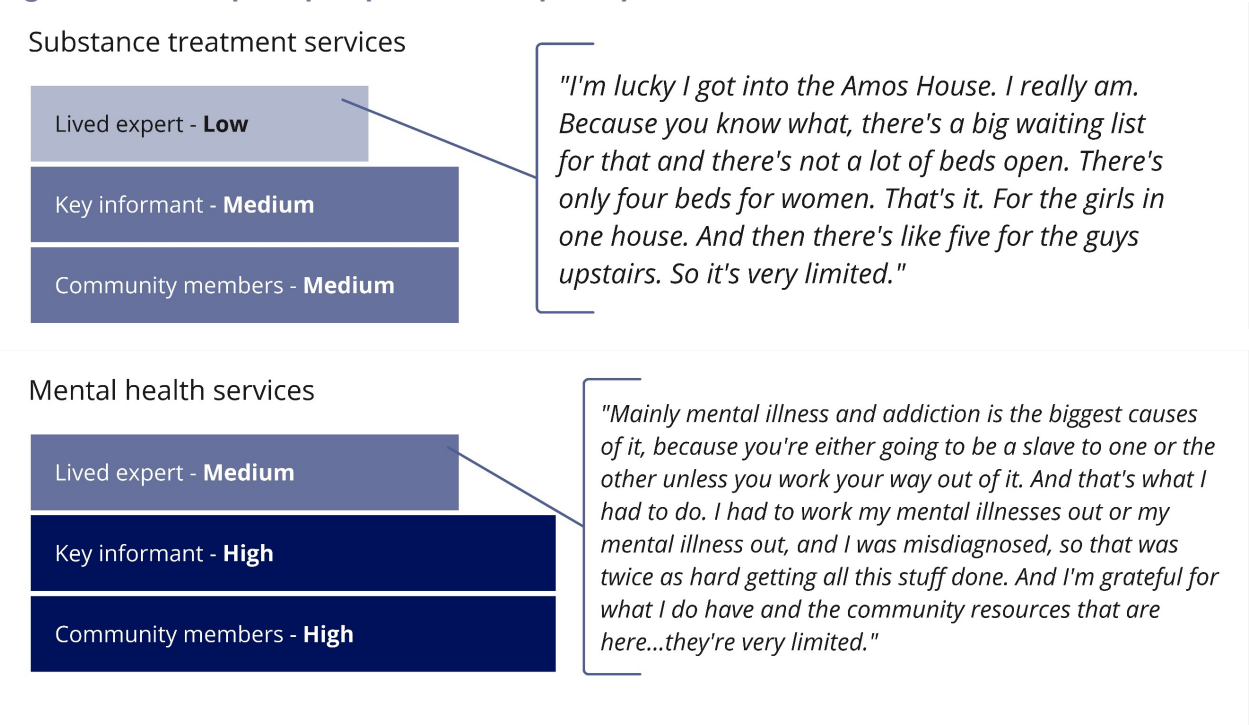 Substance treatment services
Lived expert - Low
Key informant - Medium
Community members - Medium
"I'm lucky I got into the Amos House. I really am.
Because you know what, there's a big waiting list
for that and there's not a lot of beds open. There's
only four beds for women. That's it. For the girls in
one house. And then there's like five for the guys
upstairs. So it's very limited."
Mental health services
Lived expert - Medium
Key informant - High
Community members - High
"Mainly mental illness and addiction is the biggest causes
of it, because you're either going to be a slave to one or the
other unless you work your way out of it. And that's what I
had to do. I had to work my mental illnesses out or my
mental illness out, and I was misdiagnosed, so that was
twice as hard getting all this stuff done. And I'm grateful for
what I do have and the community resources that are
here...they're very limited."